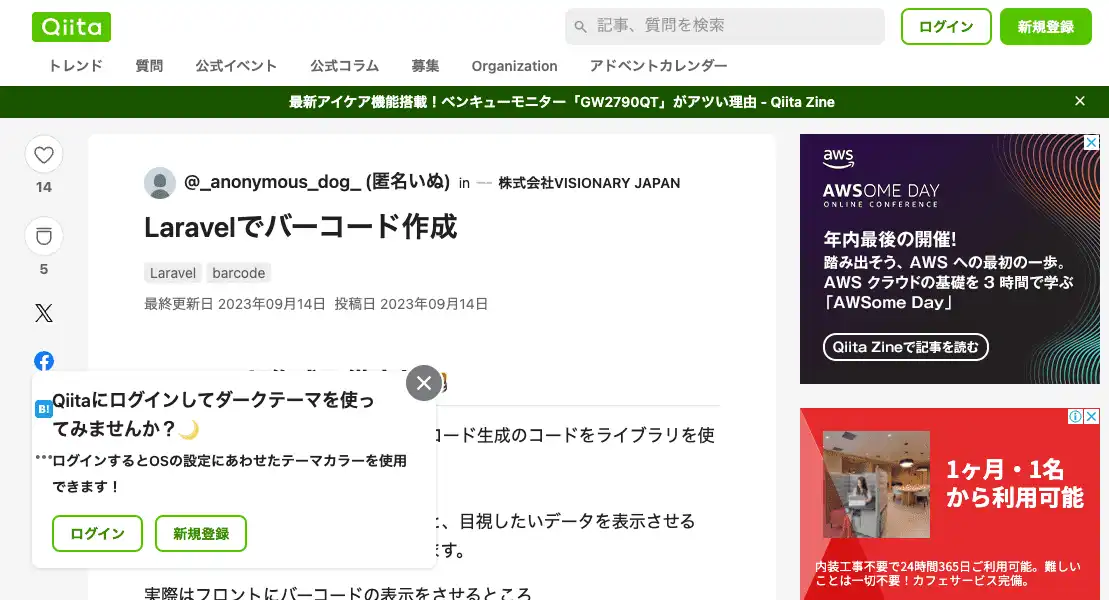 Qiita
記事、質問を検索
ログイン
新規登録
トレンド
質問
公式イベント
公式コラム
募集
Organization
アドベントカレンダー
最新アイケア機能搭載！ベンキューモニター「GW2790QT」がアツい理由 - Qiita Zine
14
5
@_anonymous_dog_ (匿名いぬ) in 株式会社VISIONARY JAPAN
Laravelでバーコード作成
Laravel
barcode
最終更新日 2023年09月14日 投稿日 2023年09月14日
コード生成のコードをライブラリを使
、目視したいデータを表示させる
ます。
実際はフロントにバーコードの表示をさせるところ
B!
Qiitaにログインしてダークテーマを使っ
てみませんか？🌙
ログインするとOSの設定にあわせたテーマカラーを使用
できます！
ログイン
新規登録
aws
AWSOME DAY
ONLINE CONFERENCE
年内最後の開催!
踏み出そう、AWS への最初の一歩。
AWS クラウドの基礎を 3 時間で学ぶ
「AWSome Day」
Qiita Zineで記事を読む
1ヶ月・1名
から利用可能
内装工事不要で24時間365日ご利用可能。難しい
ことは一切不要！カフェサービス完備。